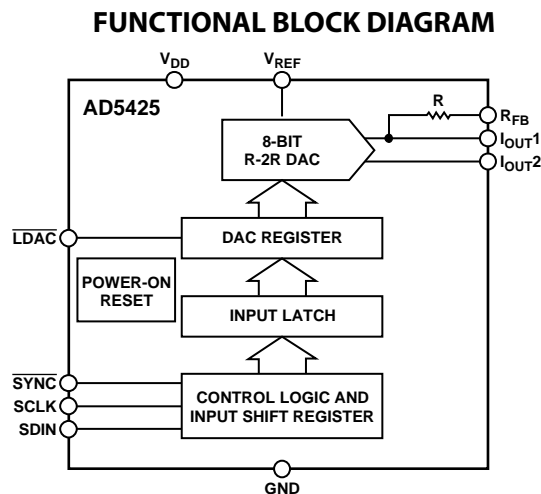 FUNCTIONAL BLOCK DIAGRAM
VDD
VREF
AD5425
R
RFB
8-BIT
R-2R DAC
IOUT1
IOUT2
LDAC
DAC REGISTER
POWER-ON
RESET
INPUT LATCH
SYNC
SCLK
SDIN
CONTROL LOGIC AND
INPUT SHIFT REGISTER
GND